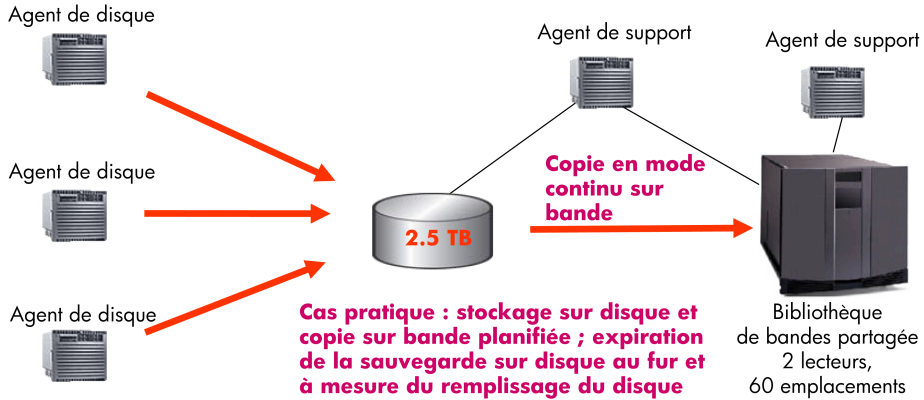 Agent de disque
Agent de support
Agent de support
Agent de disque
Copie en mode
continu sur
bande
2.5 TB
Agent de disque
Cas pratique : stockage sur disque et
copie sur bande planifiée ; expiration
de la sauvegarde sur disque au fur et
à mesure du remplissage du disque
Bibliothèque
de bandes partagée
2 lecteurs,
60 emplacements